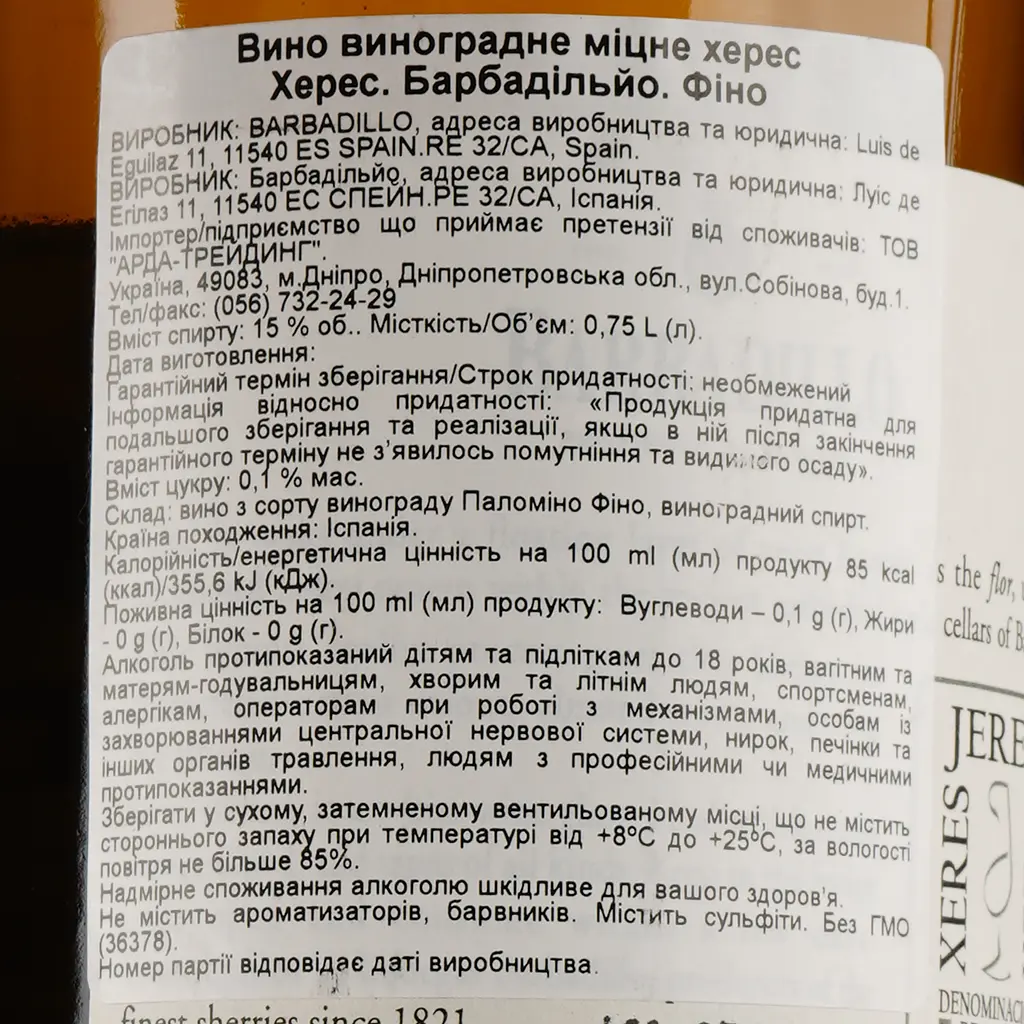 Вино виноградне міцне херес
Херес. Барбадільйо. Фіно
ВИРОБНИК: BARBADILLO, адреса виробництва та юридична: Luis de
Eguilaz 11, 11540 ES SPAIN.RE 32/CA, Spain.
ВИРОБНИК: Барбадільйо, адреса виробництва та юридична: Луіс де
Егілаз 11, 11540 ЕС СПЕЙН.РЕ 32/СА, Іспанія.
Імпортер/підприємство що приймає претензії від споживачів: ТОВ
"АРДА-ТРЕЙДИНГ".
Україна, 49083, м.Дніпро, Дніпропетровська обл., вул.Собінова, буд.1.
Тел/факс: (056) 732-24-29
Вміст спирту: 15 % об.. Місткість/Об’єм: 0,75 L (л).
Дата виготовлення:
Гарантійний термін зберігання/Строк придатності: необмежений
Інформація відносно придатності: «Продукція придатна для
подальшого зберігання та реалізації, якщо в ній після закінчення
гарантійного терміну не з’явилось помутніння та видимого осаду».
Вміст цукру: 0,1 % мас.
Склад: вино з сорту винограду Паломіно Фіно, виноградний спирт.
Країна походження: Іспанія.
Калорійність/енергетична цінність на 100 ml (мл) продукту 85 kcal
(ккал)/355,6 kJ (кДж).
Поживна цінність на 100 ml (мл) продукту: Вуглеводи – 0,1 g (г), Жири
- 0 g (г), Білок - 0 g (г).
Алкоголь протипоказаний дітям та підліткам до 18 років, вагітним та
матерям-годувальницям, хворим та літнім людям, спортсменам,
алергікам, операторам при роботі з механізмами, особам із
захворюваннями центральної нервової системи, нирок, печінки та
інших органів травлення, людям з професійними чи медичними
протипоказаннями.
Зберігати у сухому, затемненому вентильованому місці, що не містить
стороннього запаху при температурі від +8°С до +25°С, за вологості
повітря не більше 85%.
Надмірне споживання алкоголю шкідливе для вашого здоров’я.
Не містить ароматизаторів, барвників. Містить сульфіти. Без ГМО
(36378).
Номер партії відповідає даті виробництва.
finest sherries since 1821
s the flor,
cellars of B
JERE
XERES
DENOMINAC